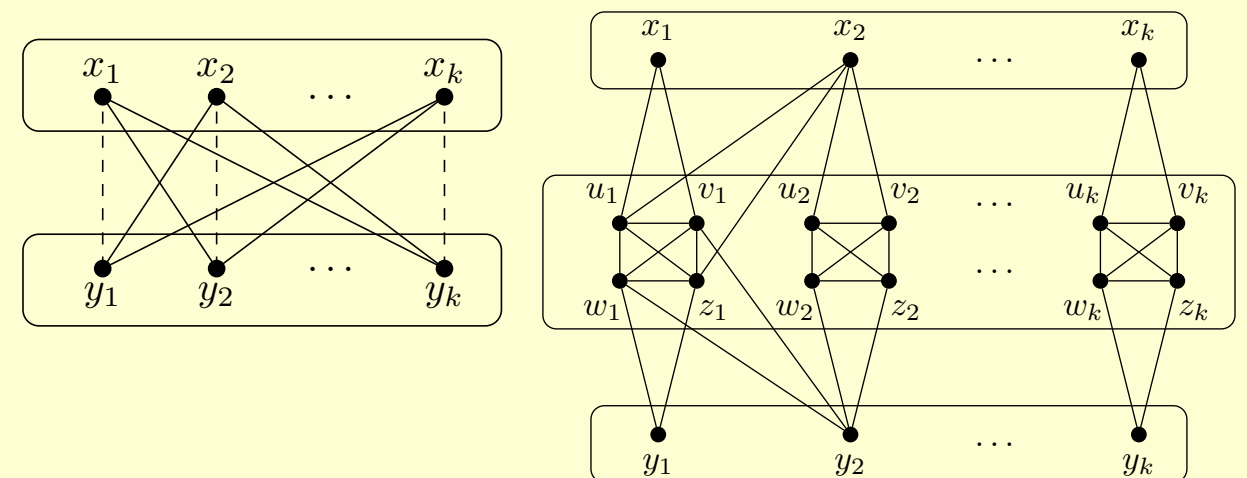 x₁ x₂ ··· xₖ
··· 
y₁ y₂ yₖ
x₁ x₂ ··· xₖ
u₁ v₁ u₂ v₂ ··· uₖ vₖ
···
w₁ z₁ w₂ z₂ wₖ zₖ
···
y₁ y₂ yₖ